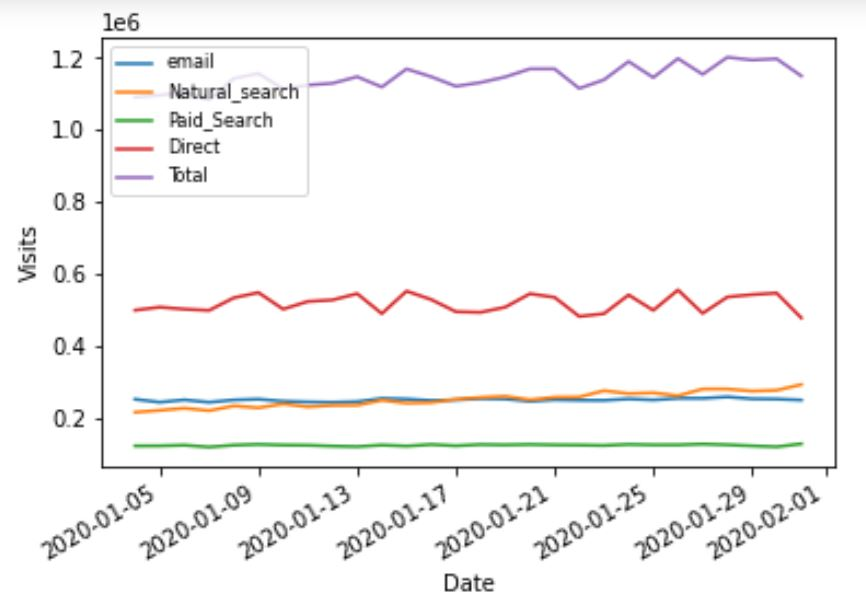 1e6
1.2
1.0
0.8
0.6
0.4
0.2
Visits
email
Natural_search
Paid_Search
Direct
Total
2020-01-05
2020-01-09
2020-01-13
2020-01-17
2020-01-21
2020-01-25
2020-01-29
2020-02-01
Date